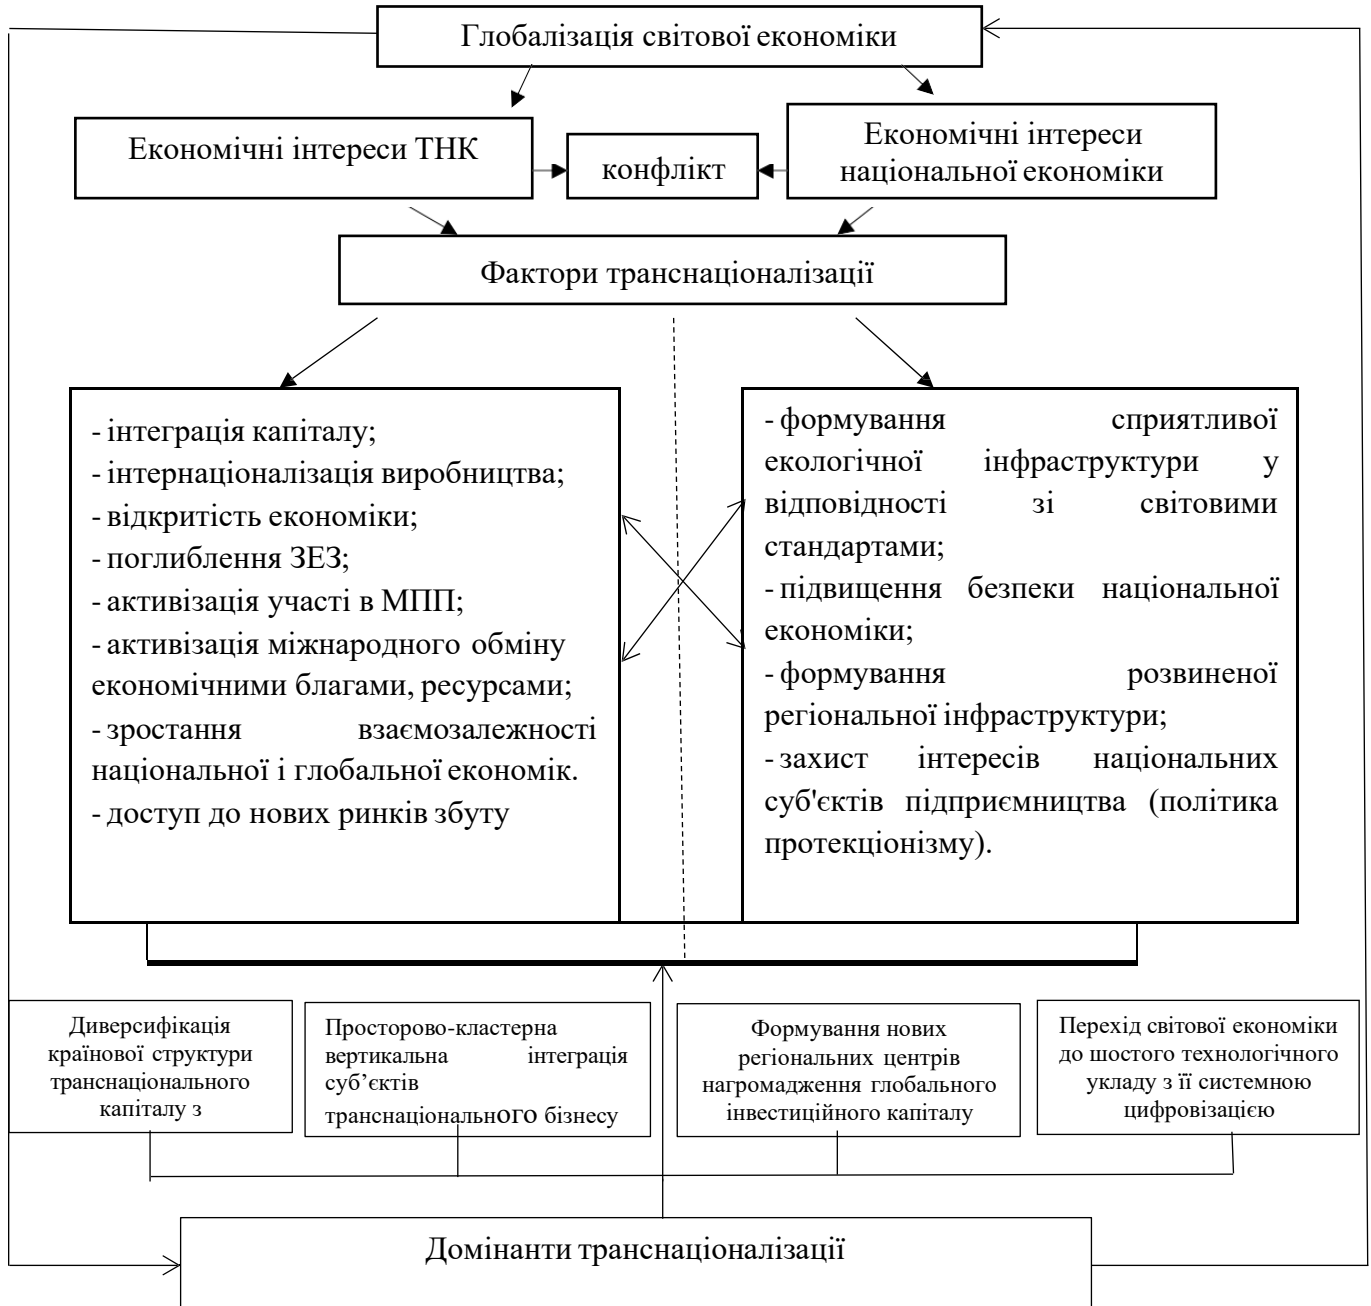 Глобалізація світової економіки
Економічні інтереси ТНК
конфлікт
Економічні інтереси
національної економіки
Фактори транснаціоналізації
- інтеграція капіталу;
- інтернаціоналізація виробництва;
- відкритість економіки;
- поглиблення ЗЕЗ;
- активізація участі в МПП;
- активізація міжнародного обміну
економічними благами, ресурсами;
- зростання взаємозалежності
національної і глобальної економік.
- доступ до нових ринків збуту
- формування сприятливої
екологічної інфраструктури у
відповідності зі світовими
стандартами;
- підвищення безпеки національної
економіки;
- формування розвиненої
регіональної інфраструктури;
- захист інтересів національних
суб'єктів підприємництва (політика
протекціонізму).
Диверсифікація
країнової структури
транснаціонального
капіталу з
Просторово-кластерна
вертикальна інтеграція
суб’єктів
транснаціонального бізнесу
Формування нових
регіональних центрів
нагромадження глобального
інвестиційного капіталу
Перехід світової економіки
до шостого технологічного
укладу з її системною
цифровізацією
Домінанти транснаціоналізації